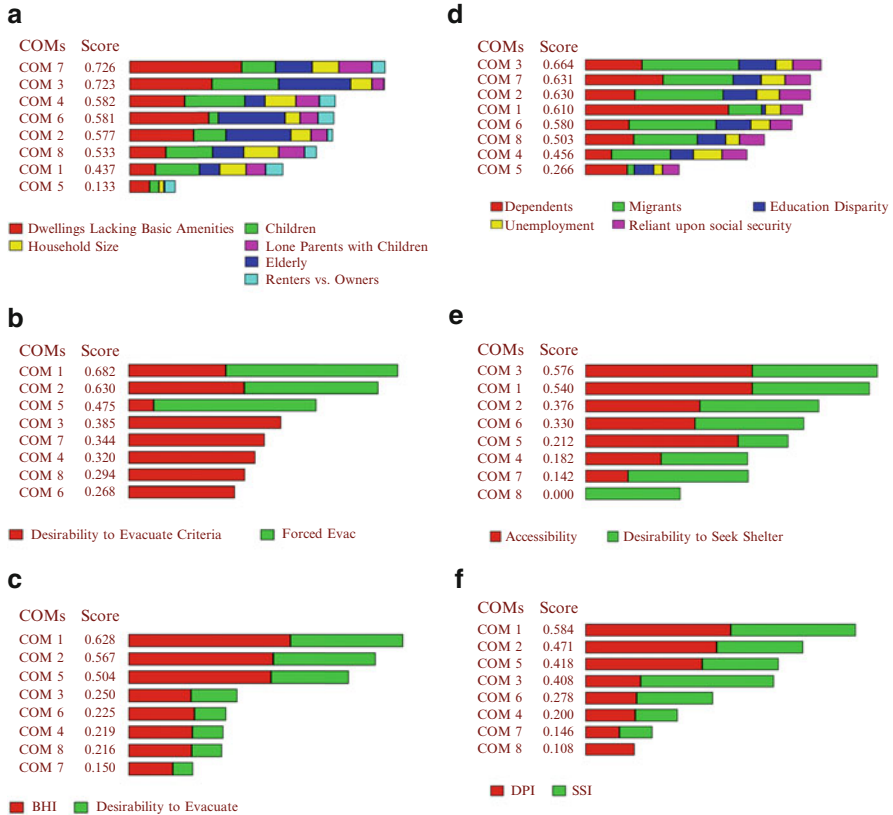 a
COMs Score
COM 7 0.726
COM 3 0.723
COM 4 0.582
COM 6 0.581
COM 2 0.577
COM 8 0.533
COM 1 0.437
COM 5 0.133
Dwellings Lacking Basic Amenities
Children
Household Size
Lone Parents with Children
Elderly
Renters vs. Owners
b
COMs Score
COM 1 0.682
COM 2 0.630
COM 5 0.475
COM 3 0.385
COM 7 0.344
COM 4 0.320
COM 8 0.294
COM 6 0.268
Desirability to Evacuate Criteria
Forced Evac
c
COMs Score
COM 1 0.628
COM 2 0.567
COM 5 0.504
COM 3 0.250
COM 6 0.225
COM 4 0.219
COM 8 0.216
COM 7 0.150
BHI
Desirability to Evacuate
d
COMs Score
COM 3 0.664
COM 7 0.631
COM 2 0.630
COM 1 0.610
COM 6 0.580
COM 8 0.503
COM 4 0.456
COM 5 0.266
Dependents
Migrants
Education Disparity
Unemployment
Reliant upon social security
e
COMs Score
COM 3 0.576
COM 1 0.540
COM 2 0.376
COM 6 0.330
COM 5 0.212
COM 4 0.182
COM 7 0.142
COM 8 0.000
Accessibility
Desirability to Seek Shelter
f
COMs Score
COM 1 0.584
COM 2 0.471
COM 5 0.418
COM 3 0.408
COM 6 0.278
COM 4 0.200
COM 7 0.146
COM 8 0.108
DPI
SSI